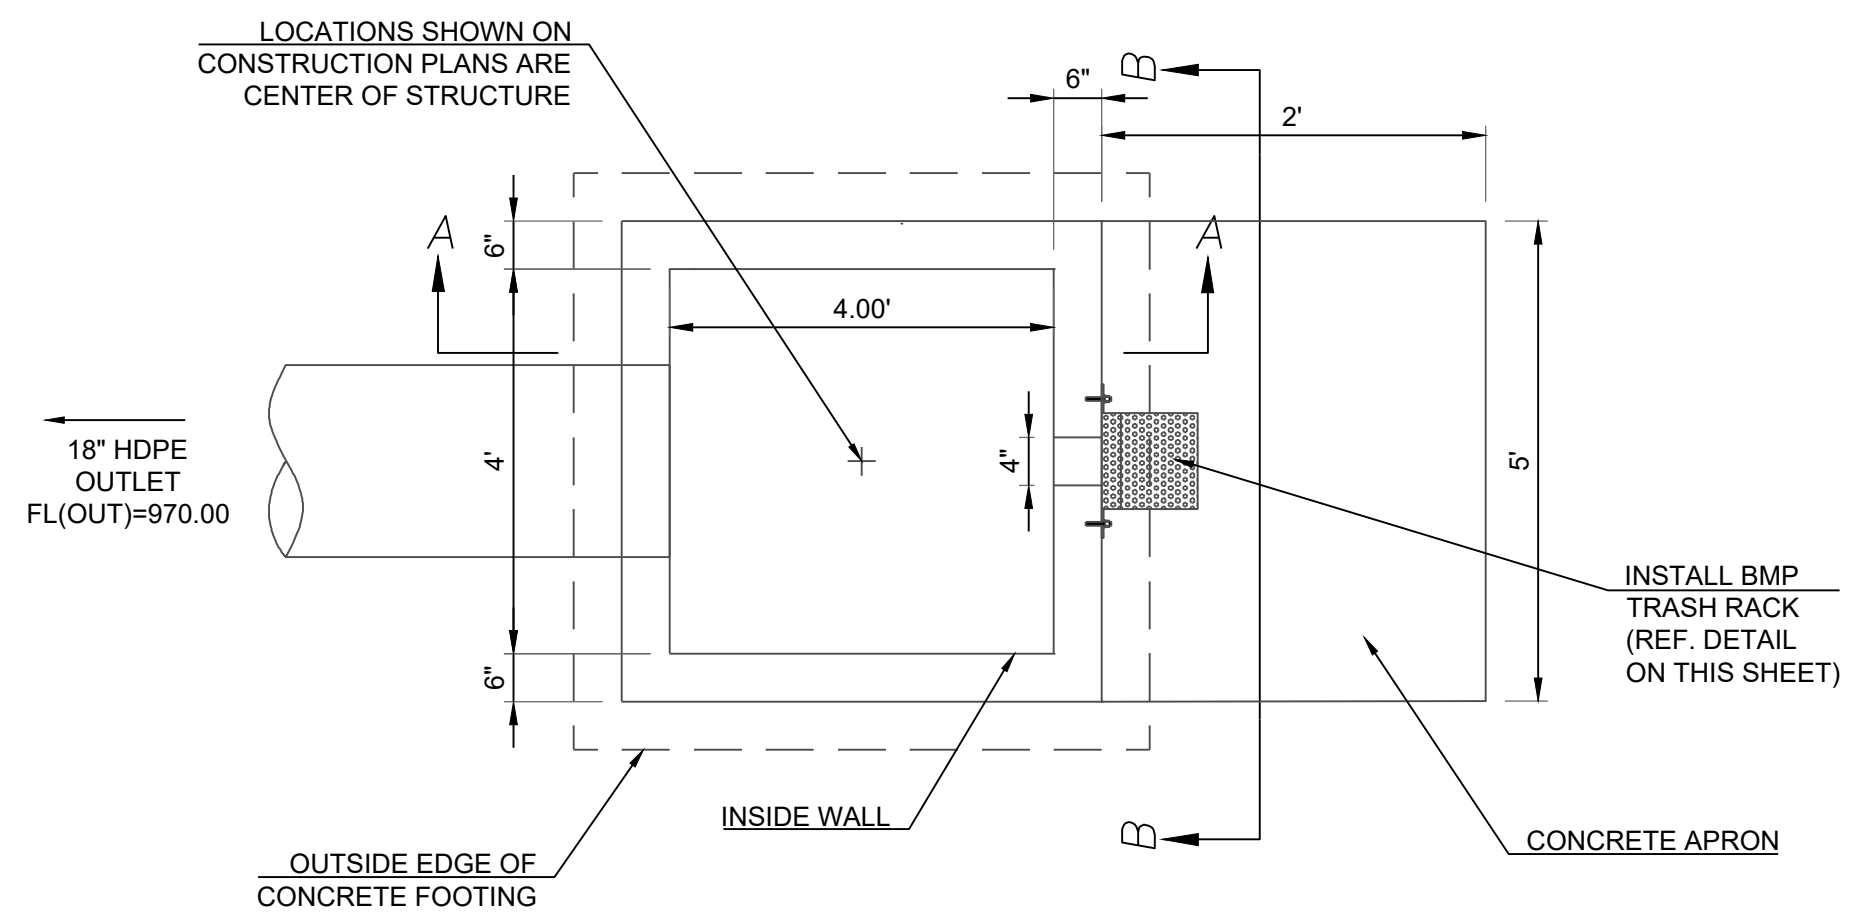 LOCATIONS SHOWN ON
CONSTRUCTION PLANS ARE
CENTER OF STRUCTURE
B
6"
2'
A
A
6"
4.00'
18" HDPE
OUTLET
FL(OUT)=970.00
4'
4"
5'
INSTALL BMP
TRASH RACK
(REF. DETAIL
ON THIS SHEET)
6"
INSIDE WALL
B
CONCRETE APRON
OUTSIDE EDGE OF
CONCRETE FOOTING